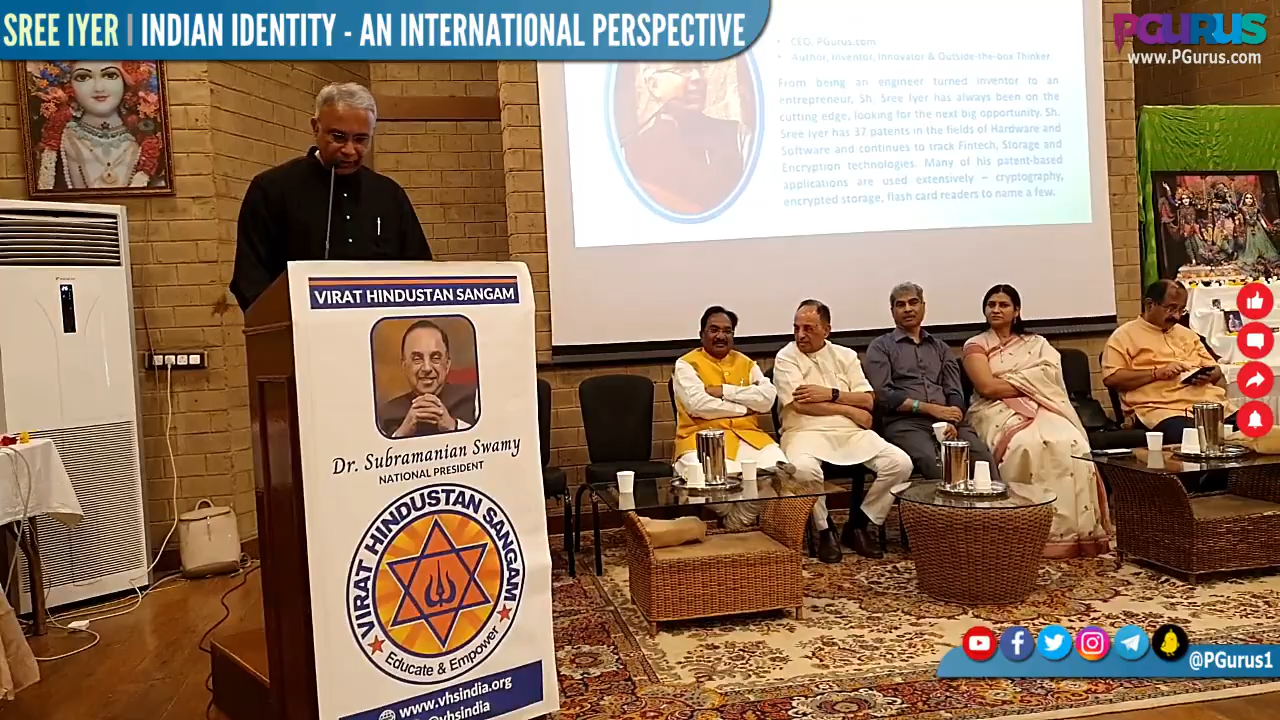 SREE IYER | INDIAN IDENTITY - AN INTERNATIONAL PERSPECTIVE
PGURUS
www.PGurus.com
• CEO, PGurus.com
• Author, Inventor, Innovator & Outside-the-box Thinker
From being an engineer turned inventor to an
entrepreneur, Sh. Sree Iyer has always been on the
cutting edge, looking for the next big opportunity. Sh.
Sree Iyer has 37 patents in the fields of Hardware and
Software and continues to track Fintech, Storage and
Encryption technologies. Many of his patent-based
applications are used extensively – cryptography,
encrypted storage, flash card readers to name a few.
VIRAT HINDUSTAN SANGAM
Dr. Subramanian Swamy
NATIONAL PRESIDENT
VIRAT HINDUSTAN SANGAM
Educate & Empower
www.vhsindia.org
@vhsindia
@PGurus1